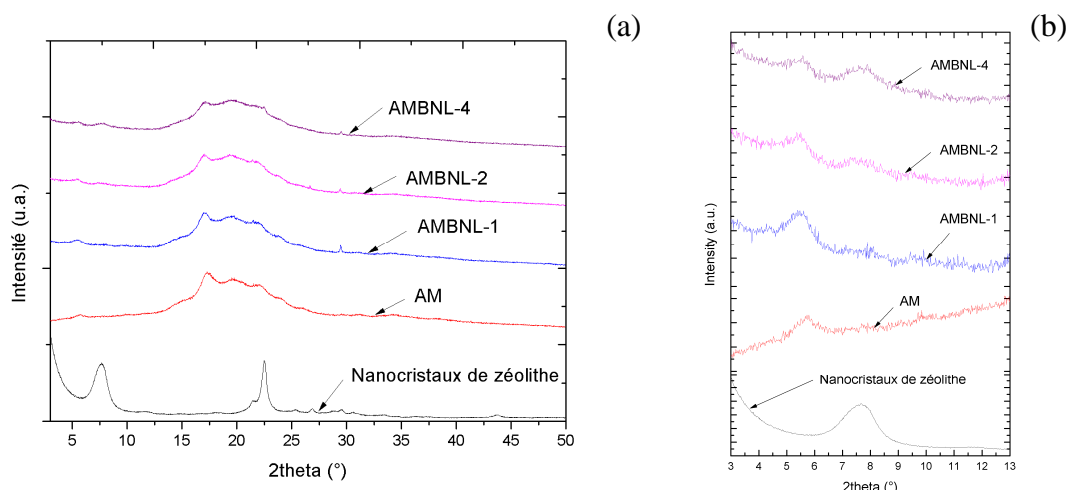 (a)
Intensité (u.a.)
AMBNL-4
AMBNL-2
AMBNL-1
AM
Nanocristaux de zéolithe
5 10 15 20 25 30 35 40 45 50
2theta (°)
(b)
Intensity (a.u.)
AMBNL-4
AMBNL-2
AMBNL-1
AM
Nanocristaux de zéolithe
3 4 5 6 7 8 9 10 11 12 13
2theta (°)